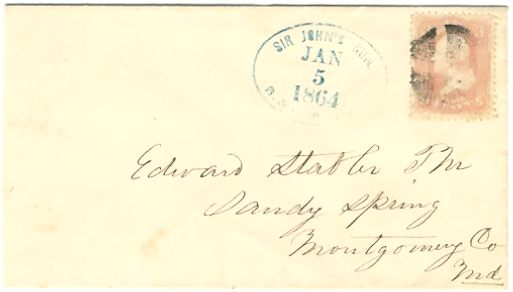 SIR JOHN'S RUN
JAN
5
1864
Edward Stabler P.M
Sandy Spring
Montgomery Co
Md